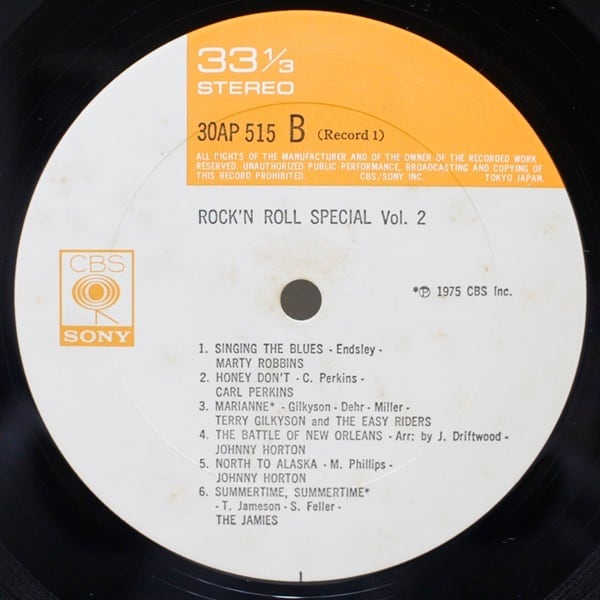 33 1/3
STEREO
30AP 515 B (Record 1)
ALL RIGHTS OF THE MANUFACTURER AND OF THE OWNER OF THE RECORDED WORK
RESERVED. UNAUTHORIZED PUBLIC PERFORMANCE, BROADCASTING AND COPYING OF
THIS RECORD PROHIBITED. CBS/SONY INC. TOKYO JAPAN.
ROCK'N ROLL SPECIAL Vol. 2
CBS
SONY
*℗ 1975 CBS Inc.
1. SINGING THE BLUES - Endsley -
MARTY ROBBINS
2. HONEY DON'T - C. Perkins -
CARL PERKINS
3. MARIANNE* - Gilkyson - Dehr - Miller -
TERRY GILKYSON and THE EASY RIDERS
4. THE BATTLE OF NEW ORLEANS - Arr: by J. Driftwood -
JOHNNY HORTON
5. NORTH TO ALASKA - M. Phillips -
JOHNNY HORTON
6. SUMMERTIME, SUMMERTIME*
- T. Jameson - S. Feller -
THE JAMIES